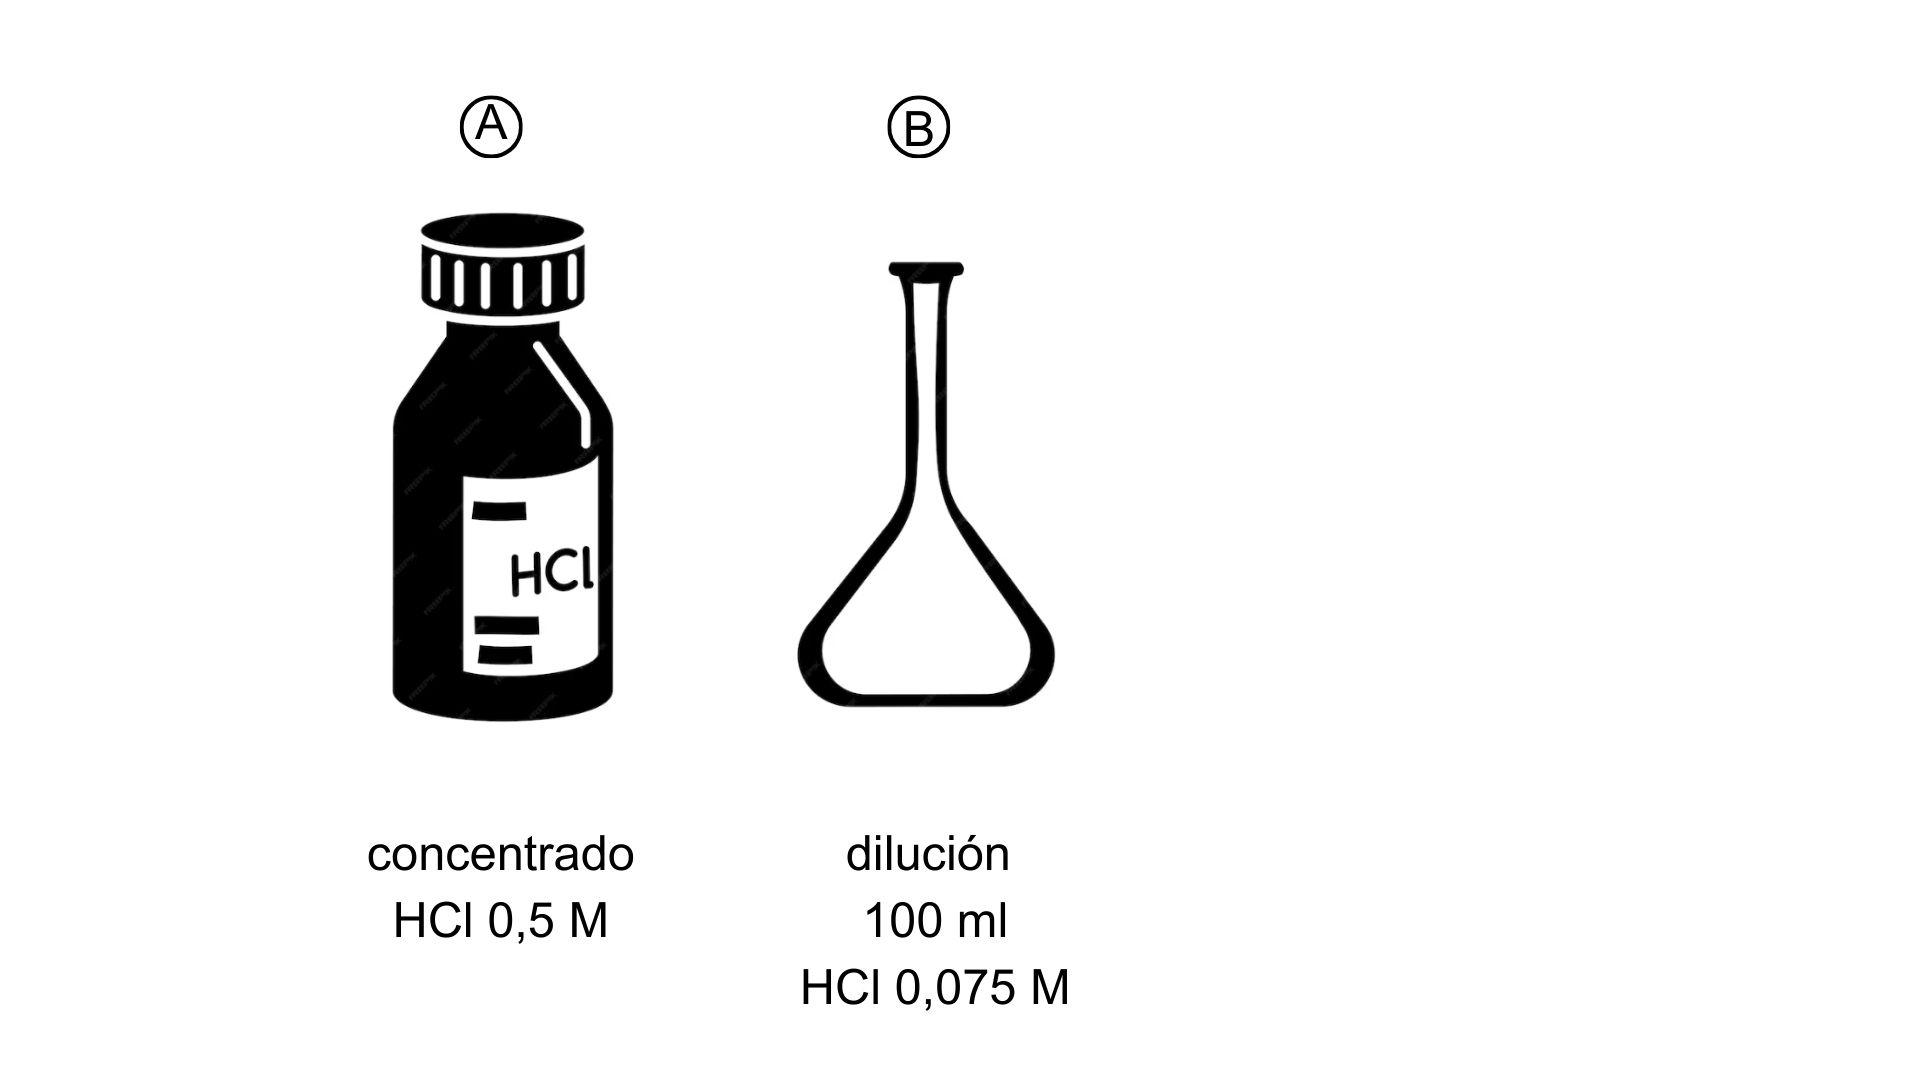 A
B
HCl
concentrado
HCl 0,5 M
dilución
100 ml
HCl 0,075 M